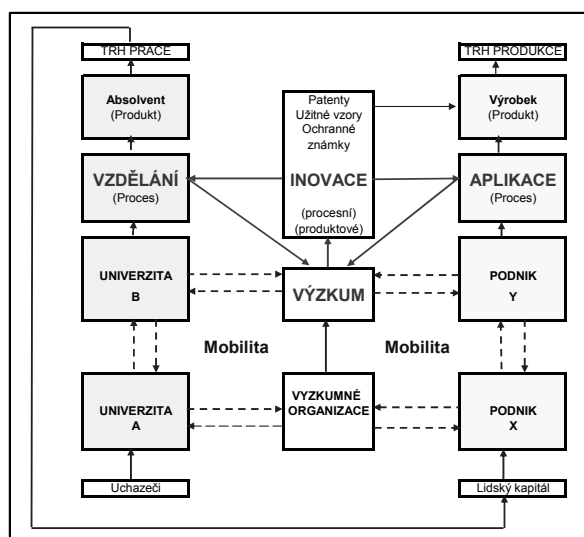 TRH PRÁCE
TRH PRODUKCE
Absolvent
(Produkt)
Patenty
Užitné vzory
Ochranné
známky
Výrobek
(Produkt)
VZDĚLÁNÍ
(Proces)
INOVACE
(procesní)
(produktové)
APLIKACE
(Proces)
UNIVERZITA
B
VÝZKUM
PODNIK
Y
Mobilita
Mobilita
UNIVERZITA
A
VYZKUMNÉ
ORGANIZACE
PODNIK
X
Uchazeči
Lidský kapitál